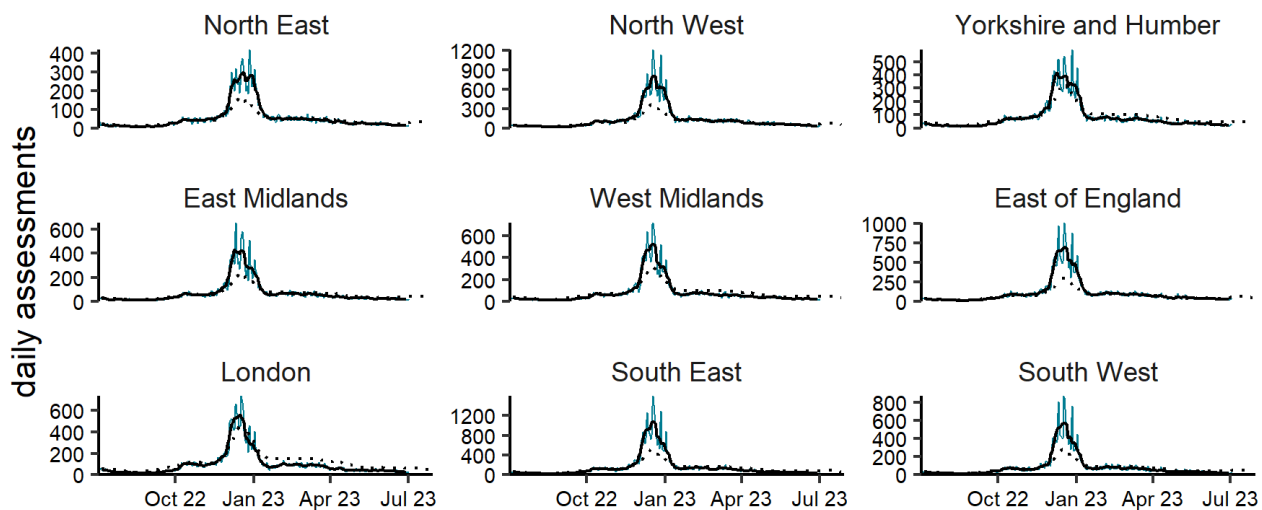 North East North West Yorkshire and Humber
400 300 200 100 0
1200 900 600 300 0
500 400 300 200 100 0
daily assessments
East Midlands West Midlands East of England
600 400 200 0
600 400 200 0
1000 750 500 250 0
London South East South West
600 400 200 0
1200 800 400 0
800 600 400 200 0
Oct 22 Jan 23 Apr 23 Jul 23 Oct 22 Jan 23 Apr 23 Jul 23 Oct 22 Jan 23 Apr 23 Jul 23